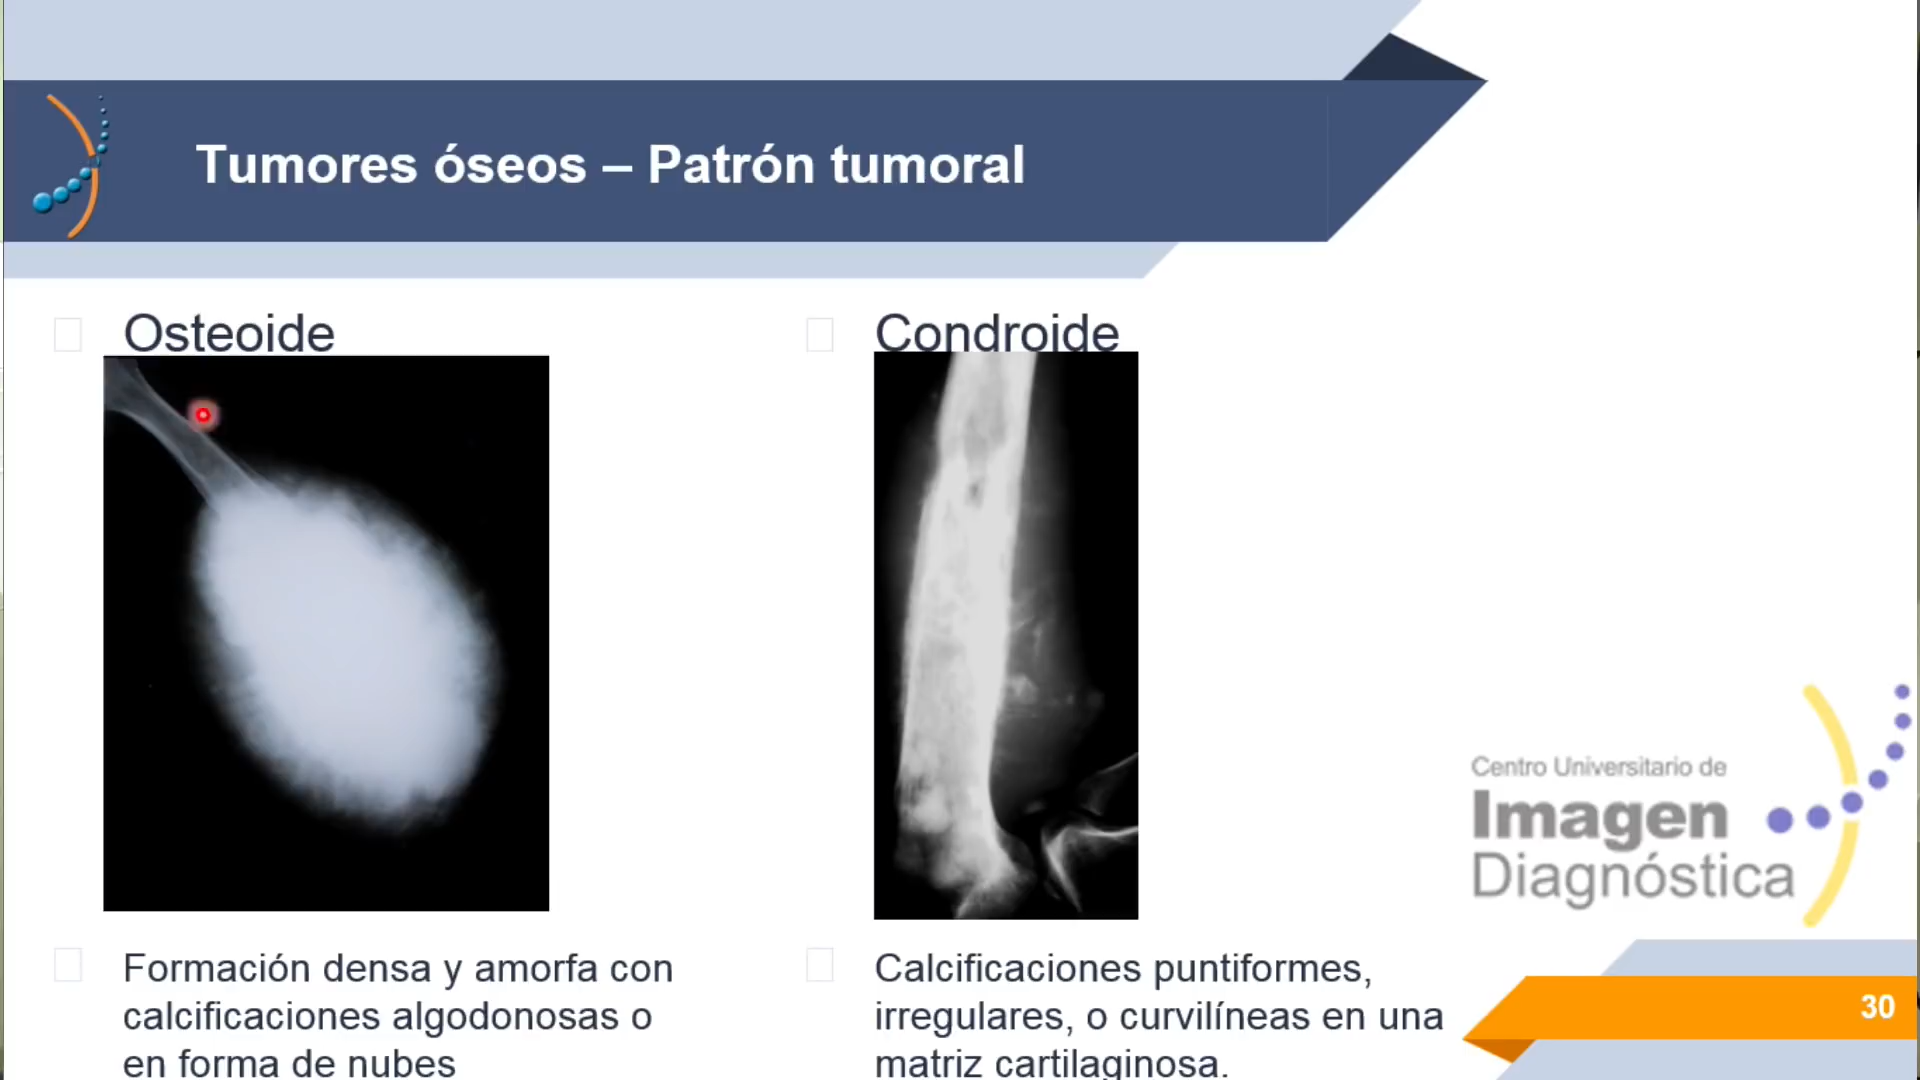 Tumores óseos – Patrón tumoral
Osteoide
Condroide
Formación densa y amorfa con
calcificaciones algodonosas o
en forma de nubes
Calcificaciones puntiformes,
irregulares, o curvilíneas en una
matriz cartilaginosa.
Centro Universitario de
Imagen
Diagnóstica
30